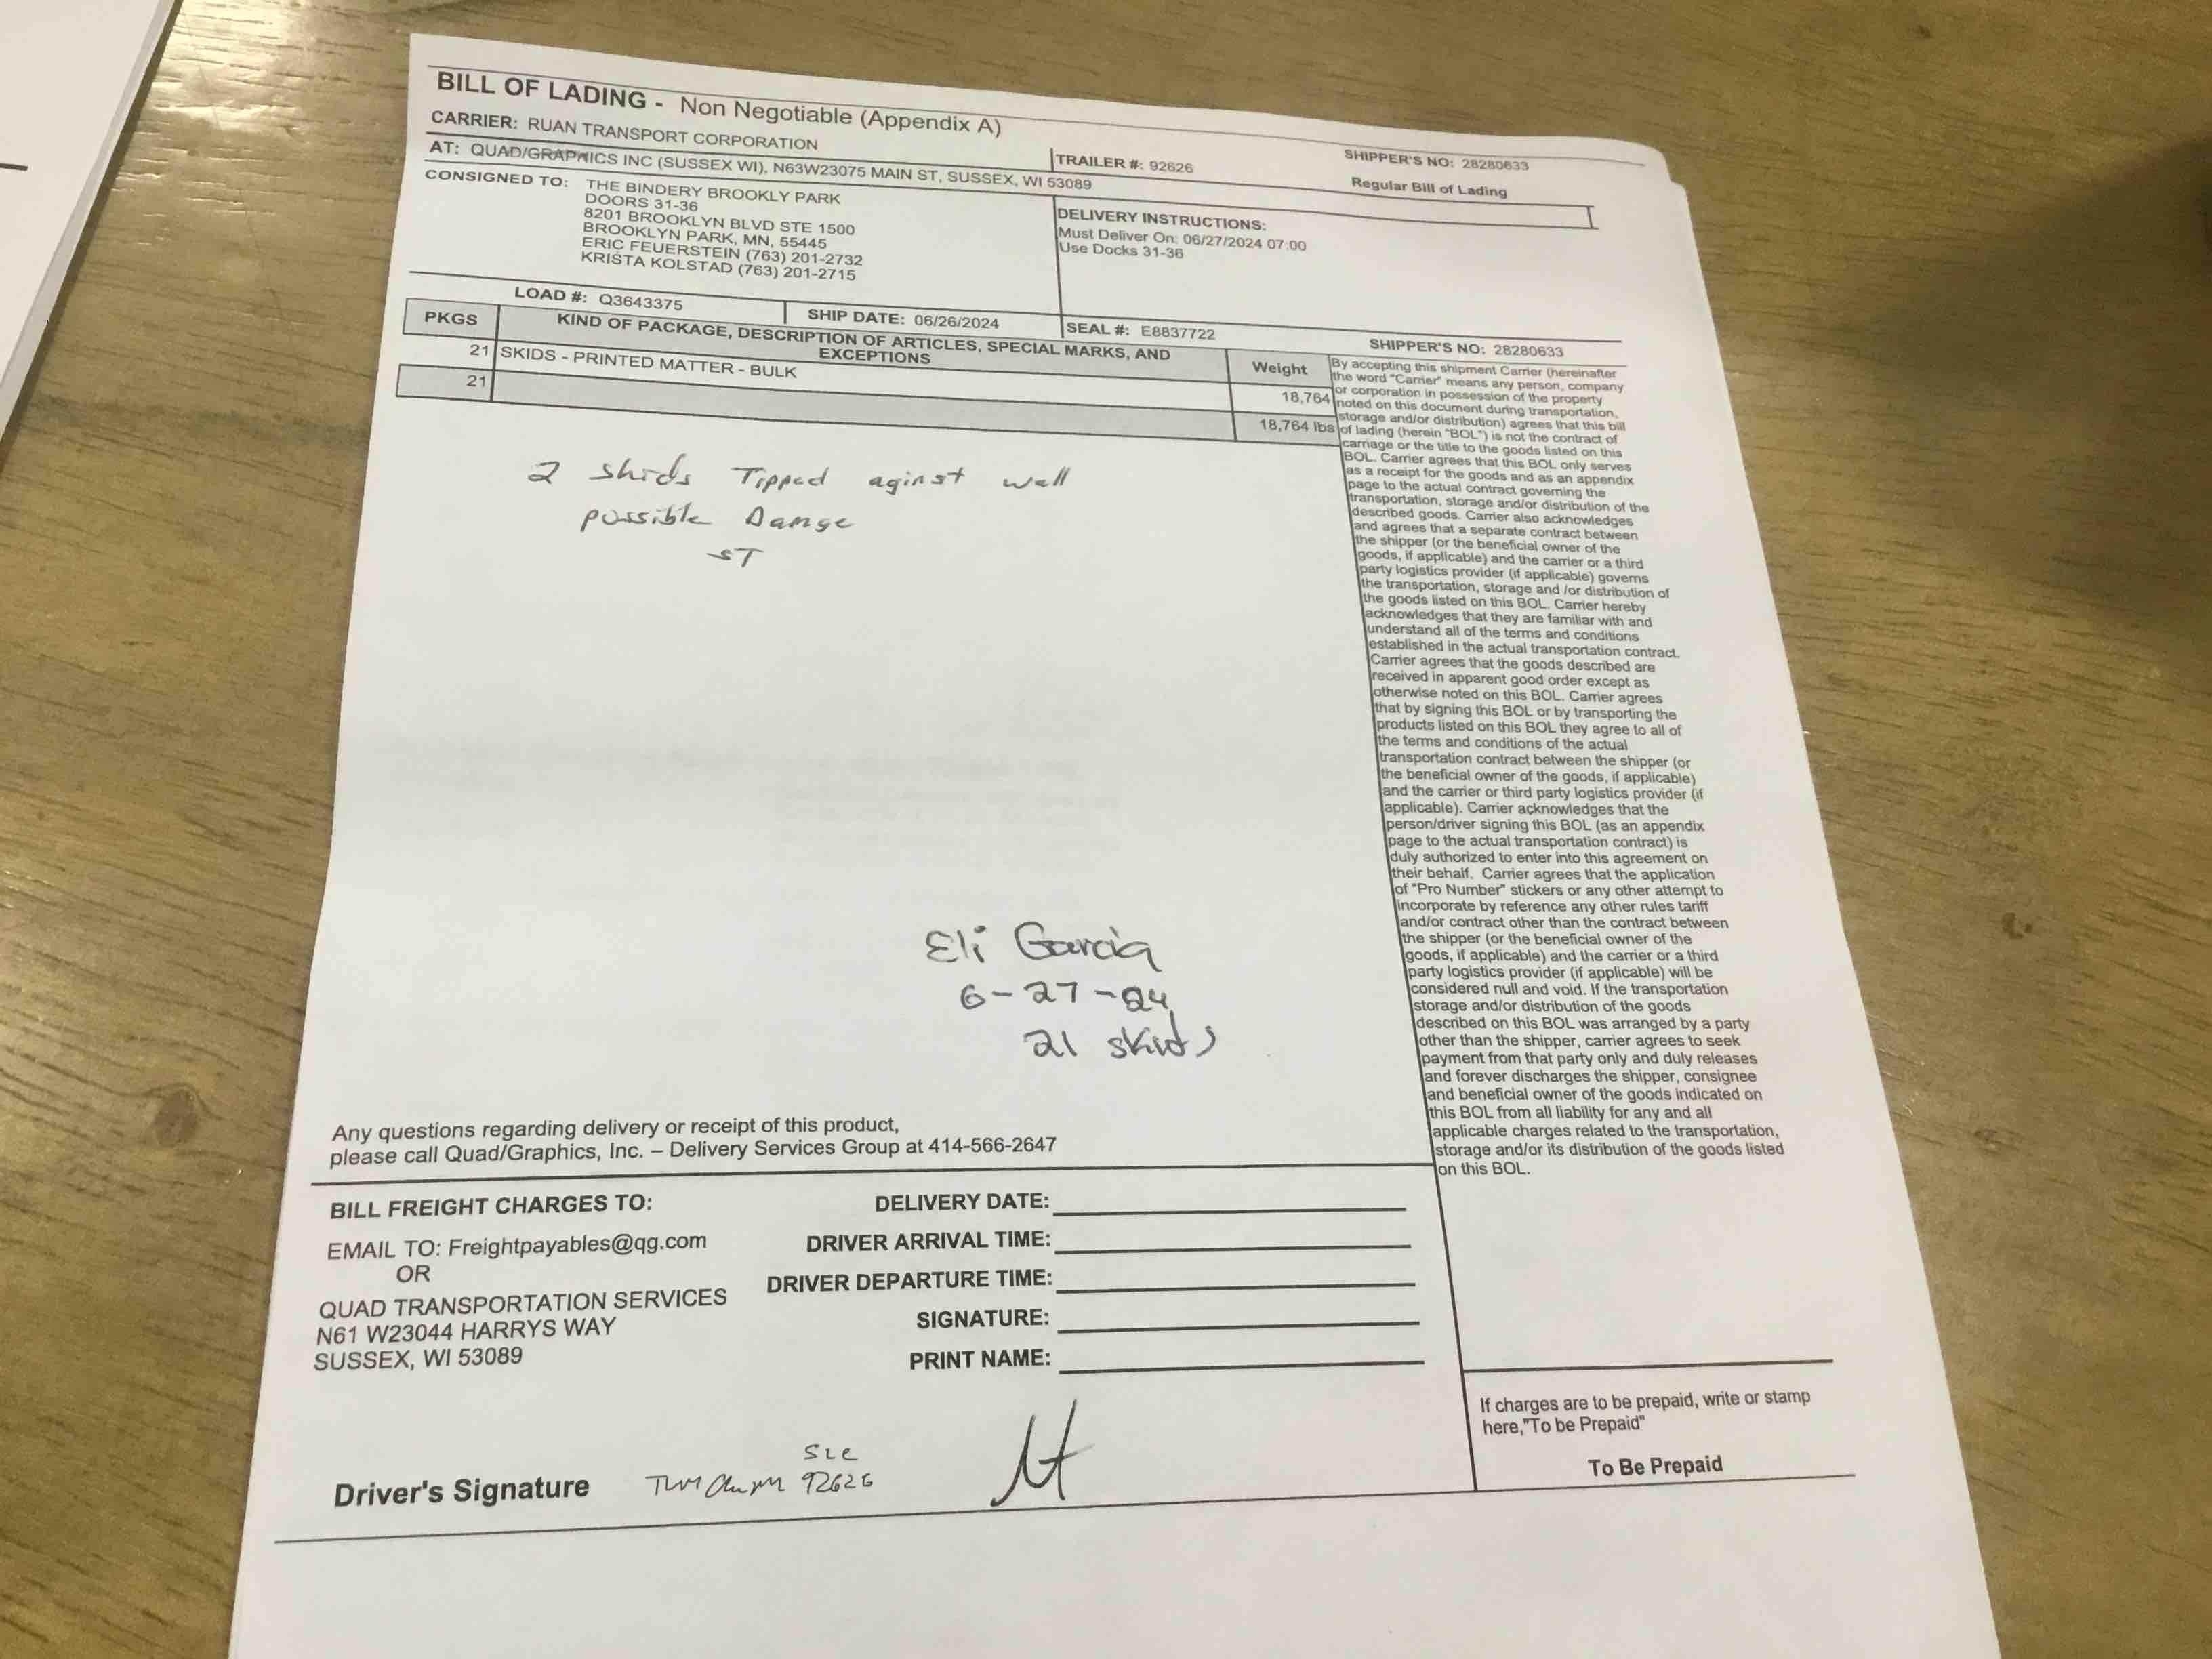 BILL OF LADING - Non Negotiable (Appendix A)
CARRIER: RUAN TRANSPORT CORPORATION
TRAILER #: 92626
SHIPPER'S NO: 28280633
AT: QUAD/GRAPHICS INC (SUSSEX WI), N63W23075 MAIN ST, SUSSEX, WI 53089
Regular Bill of Lading
CONSIGNED TO: THE BINDERY BROOKLY PARK
DOORS 31-36
8201 BROOKLYN BLVD STE 1500
BROOKLYN PARK, MN, 55445
ERIC FEUERSTEIN (763) 201-2732
KRISTA KOLSTAD (763) 201-2715
DELIVERY INSTRUCTIONS:
Must Deliver On: 06/27/2024 07:00
Use Docks 31-36
LOAD #: Q3643375
SHIP DATE: 06/26/2024
SEAL #: E8837722
SHIPPER'S NO: 28280633
PKGS
KIND OF PACKAGE, DESCRIPTION OF ARTICLES, SPECIAL MARKS, AND
EXCEPTIONS
Weight
21 SKIDS - PRINTED MATTER - BULK
18,764
21
18,764 lbs
By accepting this shipment Carrier (hereinafter
the word "Carrier" means any person, company
or corporation in possession of the property
noted on this document during transportation,
storage and/or distribution) agrees that this bill
of lading (herein "BOL") is not the contract of
carriage or the title to the goods listed on this
BOL. Carrier agrees that this BOL only serves
as a receipt for the goods and as an appendix
page to the actual contract governing the
transportation, storage and/or distribution of the
described goods. Carrier also acknowledges
and agrees that a separate contract between
the shipper (or the beneficial owner of the
goods, if applicable) and the carrier or a third
party logistics provider (if applicable) governs
the transportation, storage and /or distribution of
the goods listed on this BOL. Carrier hereby
acknowledges that they are familiar with and
understand all of the terms and conditions
established in the actual transportation contract.
Carrier agrees that the goods described are
received in apparent good order except as
otherwise noted on this BOL. Carrier agrees
that by signing this BOL or by transporting the
products listed on this BOL they agree to all of
the terms and conditions of the actual
transportation contract between the shipper (or
the beneficial owner of the goods, if applicable)
and the carrier or third party logistics provider (if
applicable). Carrier acknowledges that the
person/driver signing this BOL (as an appendix
page to the actual transportation contract) is
duly authorized to enter into this agreement on
their behalf. Carrier agrees that the application
of "Pro Number" stickers or any other attempt to
incorporate by reference any other rules tariff
and/or contract other than the contract between
the shipper (or the beneficial owner of the
goods, if applicable) and the carrier or a third
party logistics provider (if applicable) will be
considered null and void. If the transportation
storage and/or distribution of the goods
described on this BOL was arranged by a party
other than the shipper, carrier agrees to seek
payment from that party only and duly releases
and forever discharges the shipper, consignee
and beneficial owner of the goods indicated on
this BOL from all liability for any and all
applicable charges related to the transportation,
storage and/or its distribution of the goods listed
on this BOL.
2 skids Tipped aginst wall
possible Damge
ST
Eli Garcia
6-27-24
21 skids
Any questions regarding delivery or receipt of this product,
please call Quad/Graphics, Inc. – Delivery Services Group at 414-566-2647
BILL FREIGHT CHARGES TO:
EMAIL TO: Freightpayables@qg.com
OR
QUAD TRANSPORTATION SERVICES
N61 W23044 HARRYS WAY
SUSSEX, WI 53089
DELIVERY DATE:
DRIVER ARRIVAL TIME:
DRIVER DEPARTURE TIME:
SIGNATURE:
PRINT NAME:
If charges are to be prepaid, write or stamp
here,"To be Prepaid"
To Be Prepaid
SLC
Driver's Signature 92626